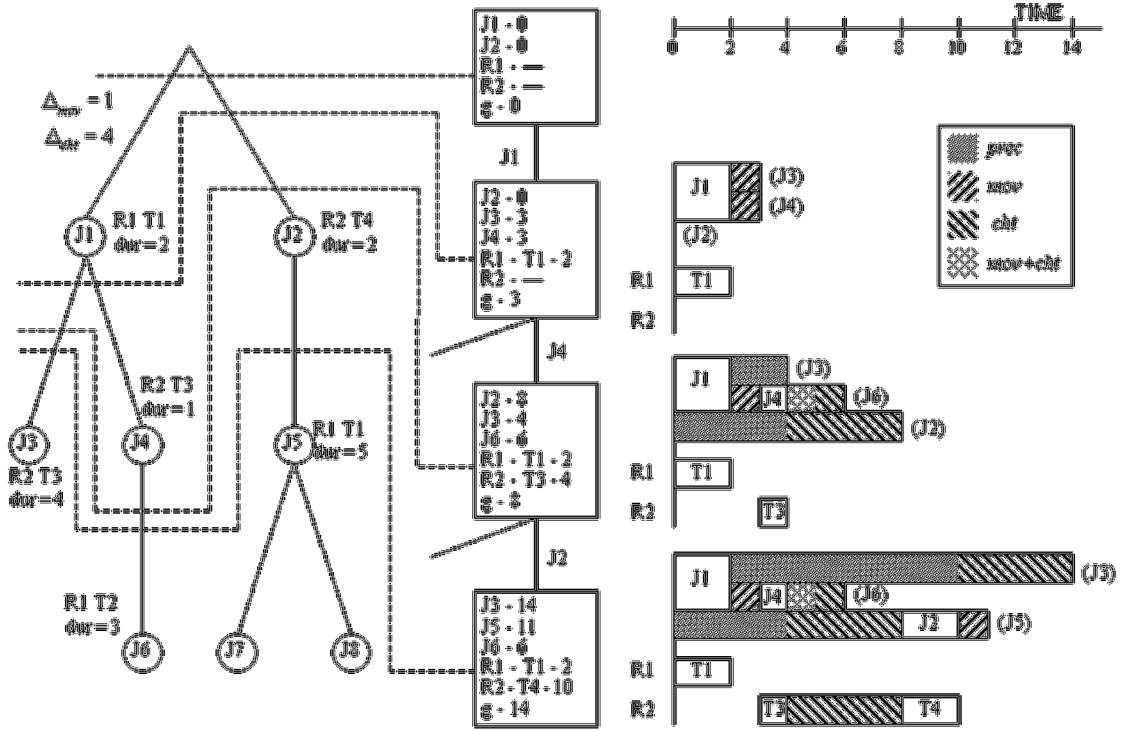 TIME
0 2 4 6 8 10 12 14
Δmov = 1
Δcht = 4
J1
R1 T1
dur=2
J2
R2 T4
dur=2
J3
R2 T3
dur=4
J4
R2 T3
dur=1
J5
R1 T1
dur=5
R1 T2
dur=3
J6
J7
J8
J1 - 0
J2 - 0
R1 - —
R2 - —
g - 0
J1
J2 - 0
J3 - 3
J4 - 3
R1 - T1 - 2
R2 - —
g - 3
J4
J2 - 8
J3 - 4
J6 - 6
R1 - T1 - 2
R2 - T3 - 4
g - 8
J2
J3 - 14
J5 - 11
J6 - 6
R1 - T1 - 2
R2 - T4 - 10
g - 14
prec
mov
cht
mov+cht
J1
(J3)
(J4)
(J2)
R1 T1
R2
J1
(J3)
J4
(J6)
(J2)
R1 T1
R2 T3
J1
(J3)
J4
(J6)
J2
(J5)
R1 T1
R2 T3 T4